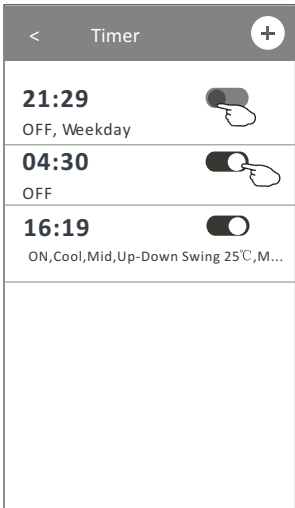 < Timer +
21:29
OFF, Weekday
04:30
OFF
16:19
ON,Cool,Mid,Up-Down Swing 25℃,M...